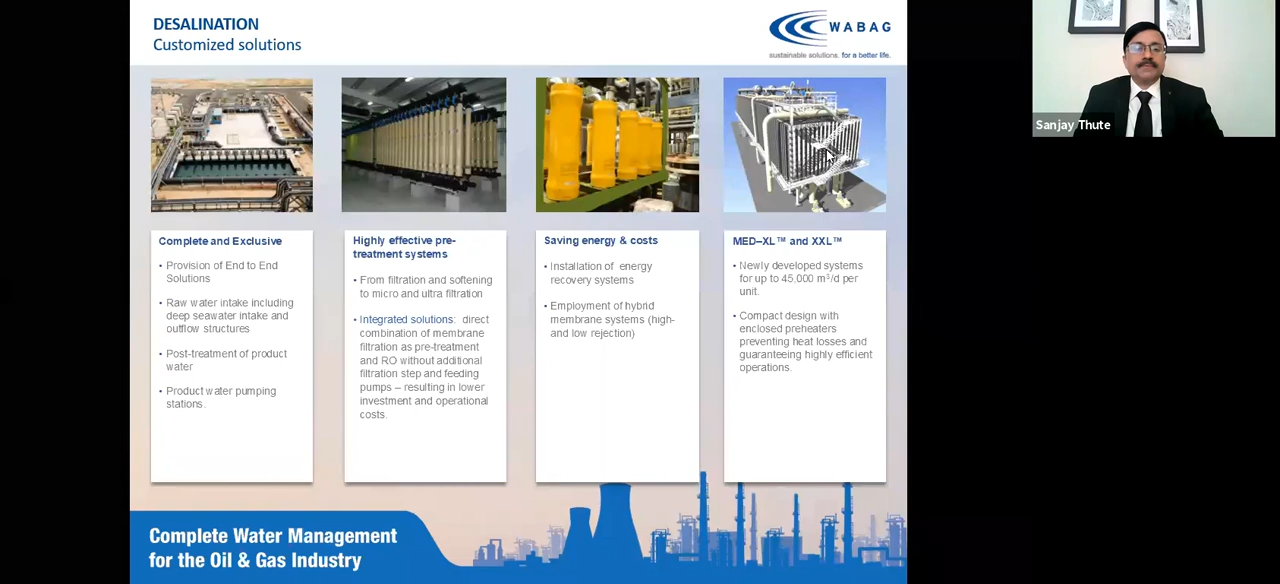 DESALINATION
Customized solutions
WABAG
sustainable solutions. for a better life.
Sanjay Thute
Complete and Exclusive
• Provision of End to End
Solutions
• Raw water intake including
deep seawater intake and
outflow structures
• Post-treatment of product
water
• Product water pumping
stations.
Highly effective pre-
treatment systems
• From filtration and softening
to micro and ultra filtration
• Integrated solutions: direct
combination of membrane
filtration as pre-treatment
and RO without additional
filtration step and feeding
pumps – resulting in lower
investment and operational
costs.
Saving energy & costs
• Installation of energy
recovery systems
• Employment of hybrid
membrane systems (high-
and low rejection)
MED–XL™ and XXL™
• Newly developed systems
for up to 45,000 m³/d per
unit.
• Compact design with
enclosed preheaters
preventing heat losses and
guaranteeing highly efficient
operations.
Complete Water Management
for the Oil & Gas Industry